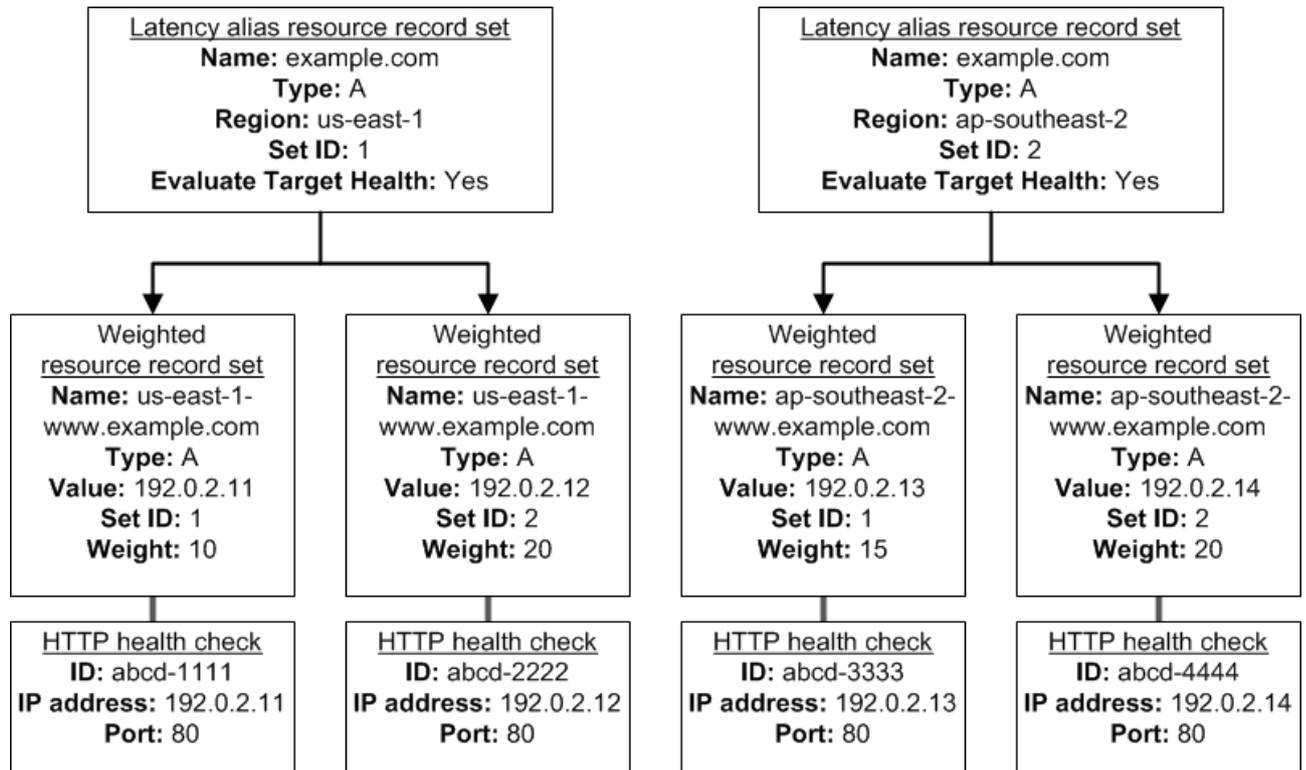 Latency alias resource record set
Name: example.com
Type: A
Region: us-east-1
Set ID: 1
Evaluate Target Health: Yes
Latency alias resource record set
Name: example.com
Type: A
Region: ap-southeast-2
Set ID: 2
Evaluate Target Health: Yes
Weighted
resource record set
Name: us-east-1-
www.example.com
Type: A
Value: 192.0.2.11
Set ID: 1
Weight: 10
Weighted
resource record set
Name: us-east-1-
www.example.com
Type: A
Value: 192.0.2.12
Set ID: 2
Weight: 20
Weighted
resource record set
Name: ap-southeast-2-
www.example.com
Type: A
Value: 192.0.2.13
Set ID: 1
Weight: 15
Weighted
resource record set
Name: ap-southeast-2-
www.example.com
Type: A
Value: 192.0.2.14
Set ID: 2
Weight: 20
HTTP health check
ID: abcd-1111
IP address: 192.0.2.11
Port: 80
HTTP health check
ID: abcd-2222
IP address: 192.0.2.12
Port: 80
HTTP health check
ID: abcd-3333
IP address: 192.0.2.13
Port: 80
HTTP health check
ID: abcd-4444
IP address: 192.0.2.14
Port: 80